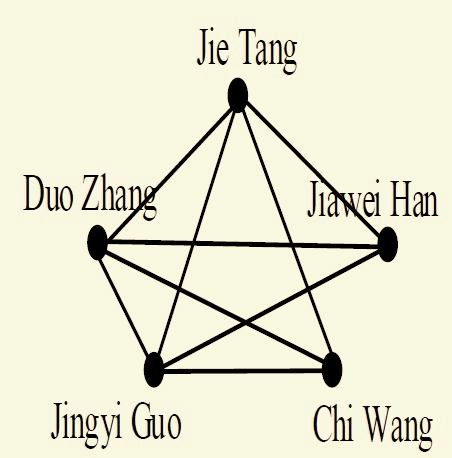 Jie Tang
Duo Zhang
Jiawei Han
Jingyi Guo
Chi Wang